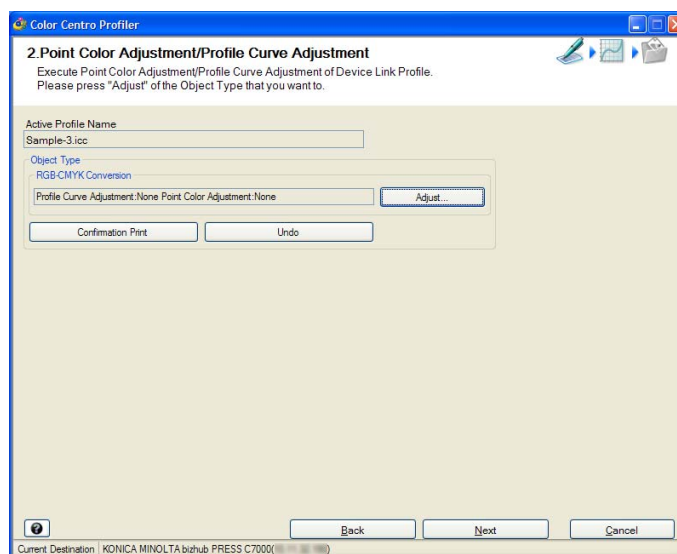 Color Centro Profiler
2.Point Color Adjustment/Profile Curve Adjustment
Execute Point Color Adjustment/Profile Curve Adjustment of Device Link Profile.
Please press "Adjust" of the Object Type that you want to.
Active Profile Name
Sample-3.icc
Object Type
RGB-CMYK Conversion
Profile Curve Adjustment:None Point Color Adjustment:None
Adjust...
Confirmation Print
Undo
?
Back
Next
Cancel
Current Destination KONICA MINOLTA bizhub PRESS C7000(